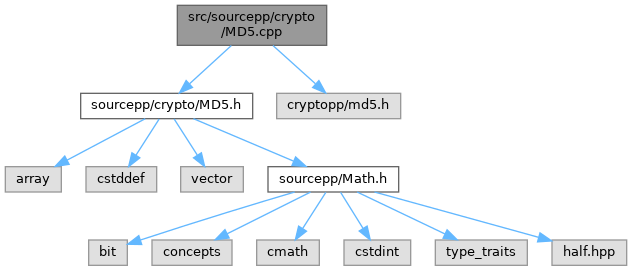 src/sourcepp/crypto
/MD5.cpp
sourcepp/crypto/MD5.h
cryptopp/md5.h
array
cstddef
vector
sourcepp/Math.h
bit
concepts
cmath
cstdint
type_traits
half.hpp